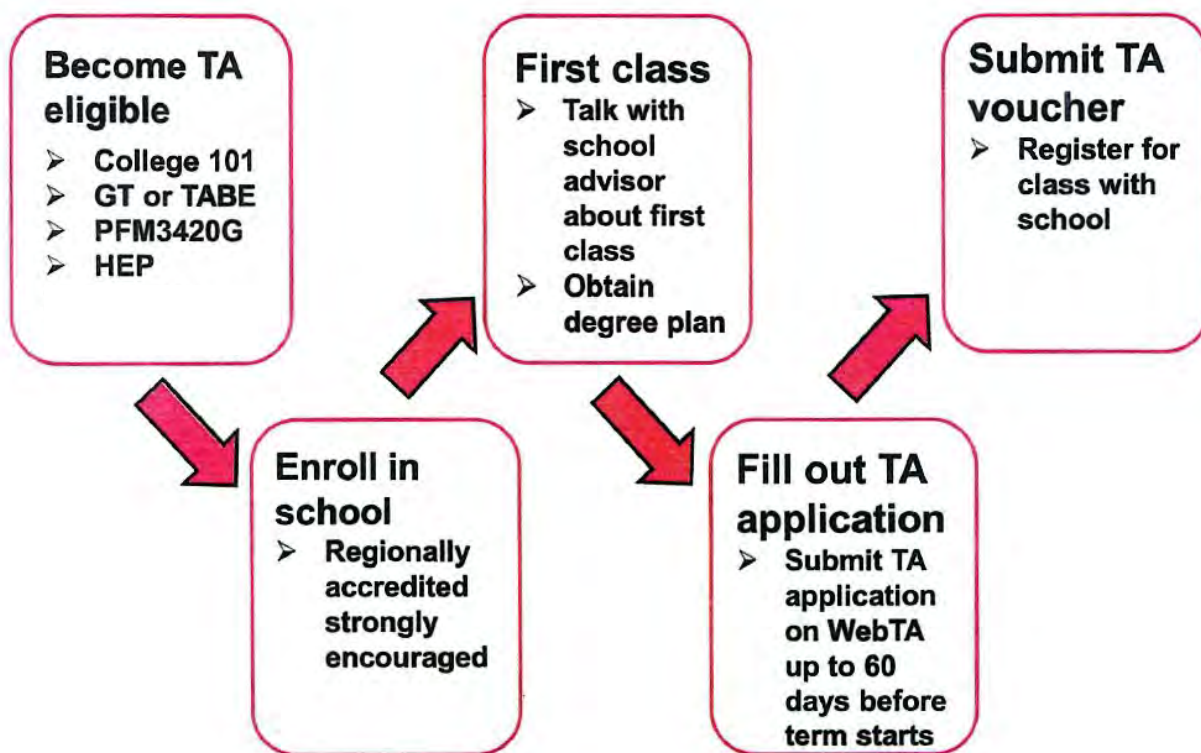 Become TA
eligible
➢ College 101
➢ GT or TABE
➢ PFM3420G
➢ HEP
Enroll in
school
➢ Regionally
accredited
strongly
encouraged
First class
➢ Talk with
school
advisor
about first
class
➢ Obtain
degree plan
Fill out TA
application
➢ Submit TA
application
on WebTA
up to 60
days before
term starts
Submit TA
voucher
➢ Register for
class with
school